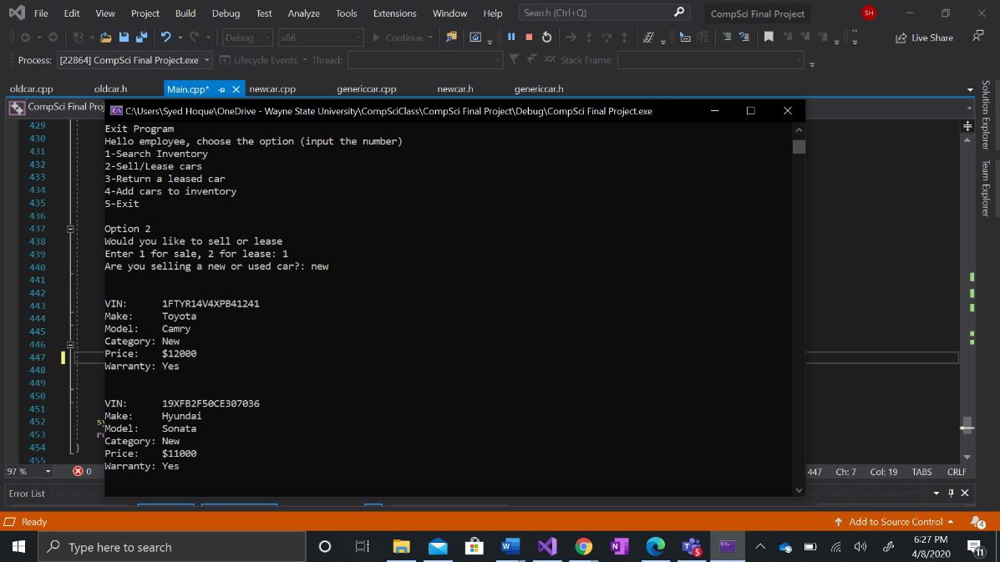 File Edit View Project Build Debug Test Analyze Tools Extensions Window Help Search (Ctrl+Q) CompSci Final Project SH
Debug x86 Continue Live Share
Process: [22864] CompSci Final Project.exe Lifecycle Events Thread: Stack Frame:
oldcar.cpp oldcar.h Main.cpp* newcar.cpp genericcar.cpp newcar.h genericcar.h
CompSci Final Proj
C:\Users\Syed Hoque\OneDrive - Wayne State University\CompSciClass\CompSci Final Project\Debug\CompSci Final Project.exe
Solution Explorer
Team Explorer
429
430
431
432
433
434
435
436
437
438
439
440
441
442
443
444
445
446
447
448
449
450
451
452 sy
453 re
454 }
455
Exit Program
Hello employee, choose the option (input the number)
1-Search Inventory
2-Sell/Lease cars
3-Return a leased car
4-Add cars to inventory
5-Exit
Option 2
Would you like to sell or lease
Enter 1 for sale, 2 for lease: 1
Are you selling a new or used car?: new
VIN: 1FTYR14V4XPB41241
Make: Toyota
Model: Camry
Category: New
Price: $12000
Warranty: Yes
VIN: 19XFB2F50CE307036
Make: Hyundai
Model: Sonata
Category: New
Price: $11000
Warranty: Yes
97 % 0 447 Ch: 7 Col: 19 TABS CRLF
Error List
Ready Add to Source Control 4
Type here to search 5 6:27 PM
4/8/2020 11